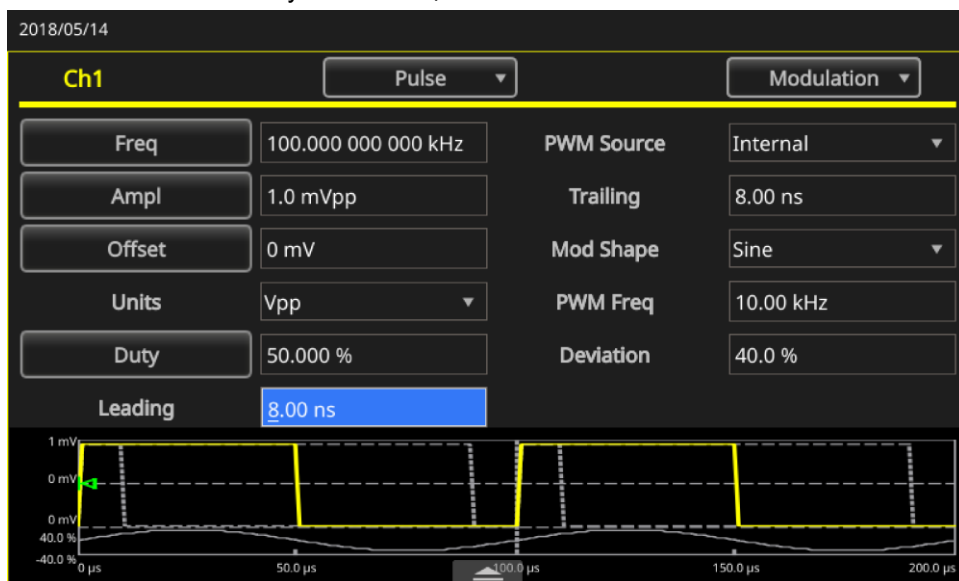 2018/05/14
Ch1 Pulse Modulation
Freq 100.000 000 000 kHz PWM Source Internal
Ampl 1.0 mVpp Trailing 8.00 ns
Offset 0 mV Mod Shape Sine
Units Vpp PWM Freq 10.00 kHz
Duty 50.000 % Deviation 40.0 %
Leading 8.00 ns
1 mV
0 mV
0 mV
40.0 %
-40.0 %
0 µs 50.0 µs 100.0 µs 150.0 µs 200.0 µs